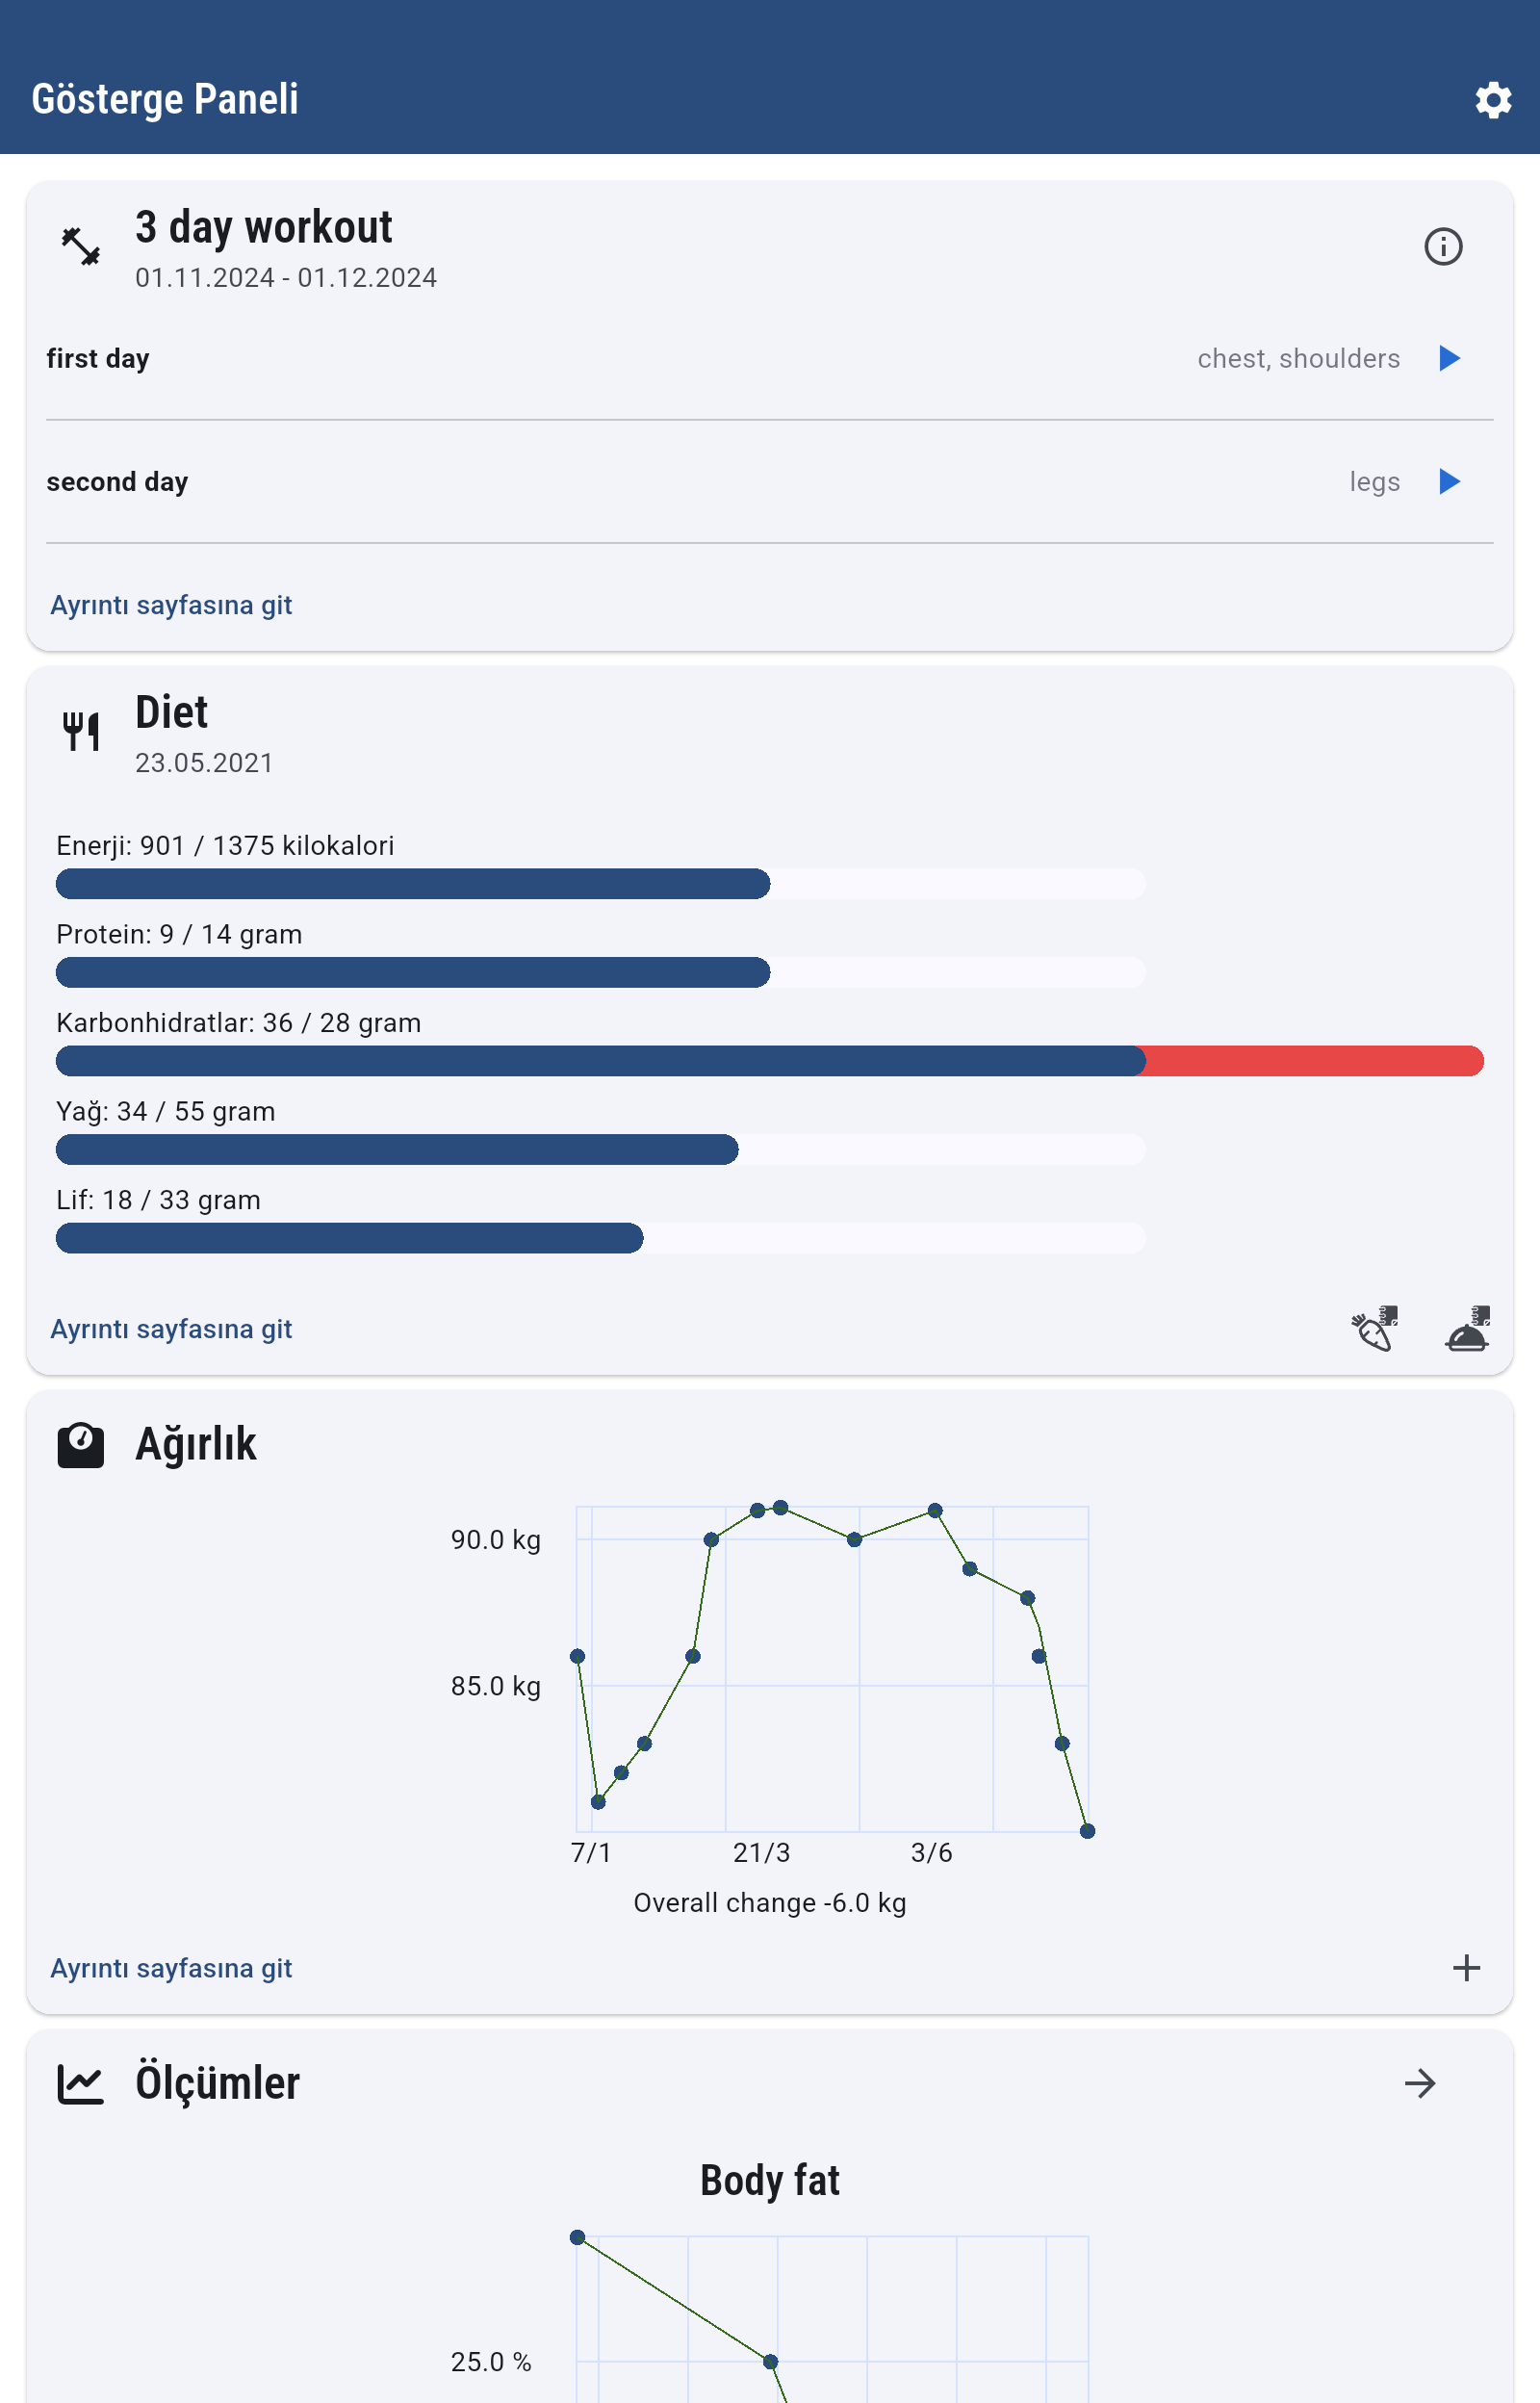 Gösterge Paneli
3 day workout
01.11.2024 - 01.12.2024
first day
chest, shoulders
second day
legs
Ayrıntı sayfasına git
Diet
23.05.2021
Enerji: 901 / 1375 kilokalori
Protein: 9 / 14 gram
Karbonhidratlar: 36 / 28 gram
Yağ: 34 / 55 gram
Lif: 18 / 33 gram
Ayrıntı sayfasına git
Ağırlık
90.0 kg
85.0 kg
7/1 21/3 3/6
Overall change -6.0 kg
Ayrıntı sayfasına git
Ölçümler
Body fat
25.0 %